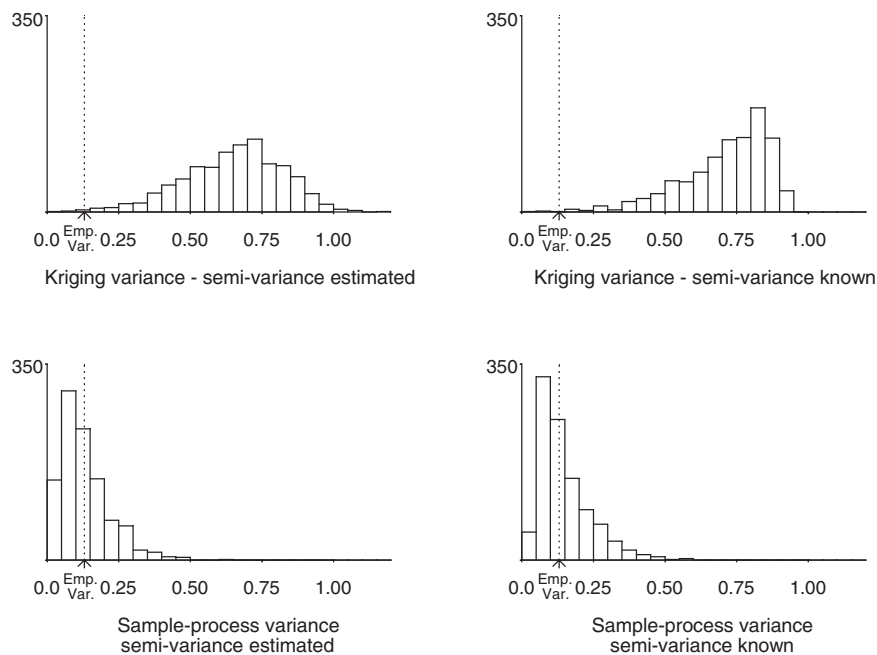 350
0.0 Emp. Var. 0.25 0.50 0.75 1.00
Kriging variance - semi-variance estimated
350
0.0 Emp. Var. 0.25 0.50 0.75 1.00
Kriging variance - semi-variance known
350
0.0 Emp. Var. 0.25 0.50 0.75 1.00
Sample-process variance
semi-variance estimated
350
0.0 Emp. Var. 0.25 0.50 0.75 1.00
Sample-process variance
semi-variance known